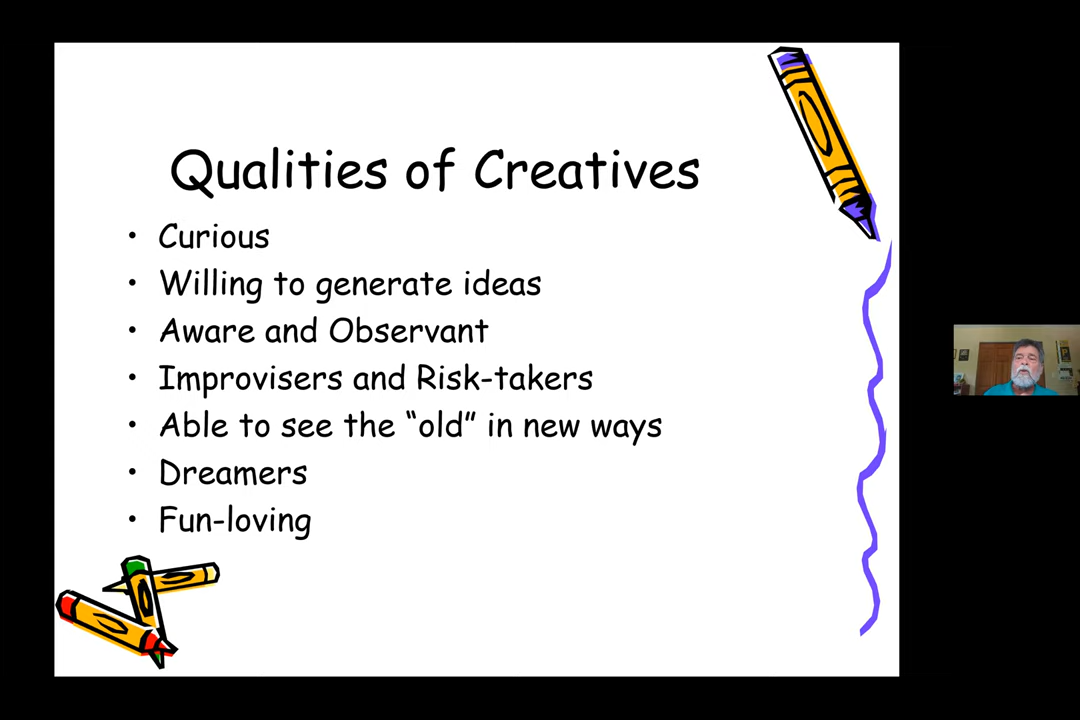 Qualities of Creatives
• Curious
• Willing to generate ideas
• Aware and Observant
• Improvisers and Risk-takers
• Able to see the “old” in new ways
• Dreamers
• Fun-loving